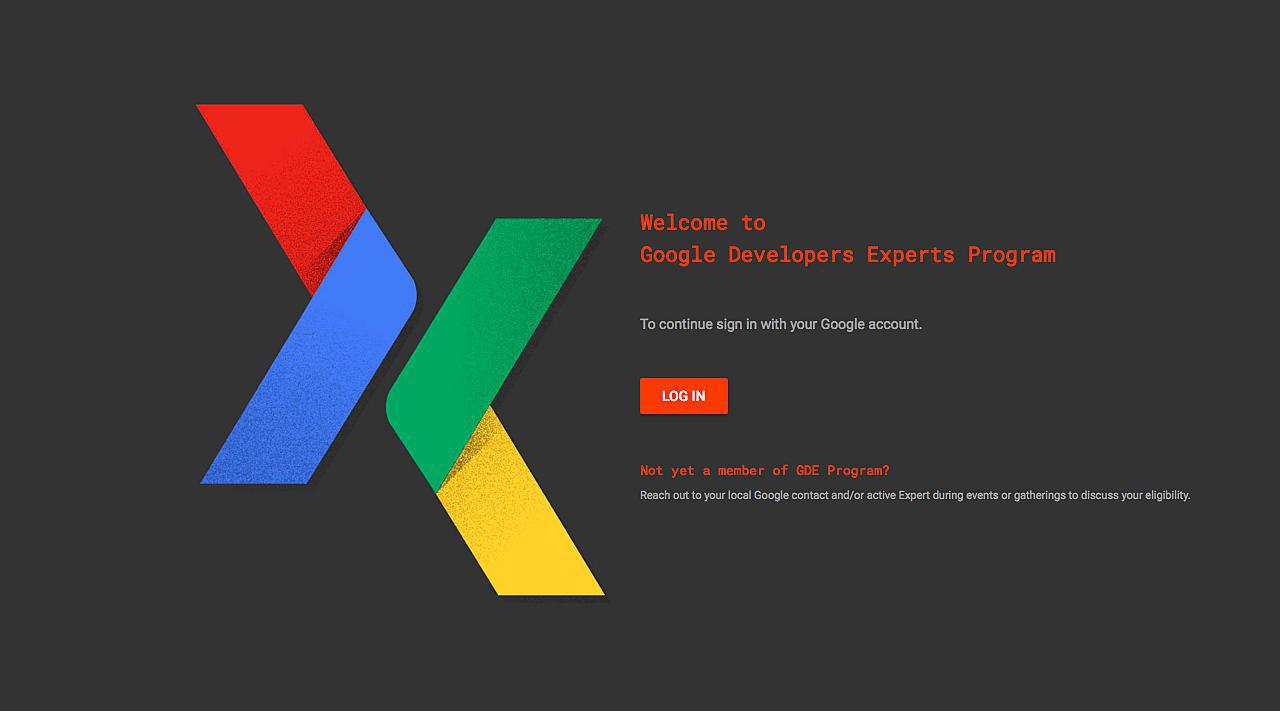 Welcome to
Google Developers Experts Program
To continue sign in with your Google account.
LOG IN
Not yet a member of GDE Program?
Reach out to your local Google contact and/or active Expert during events or gatherings to discuss your eligibility.